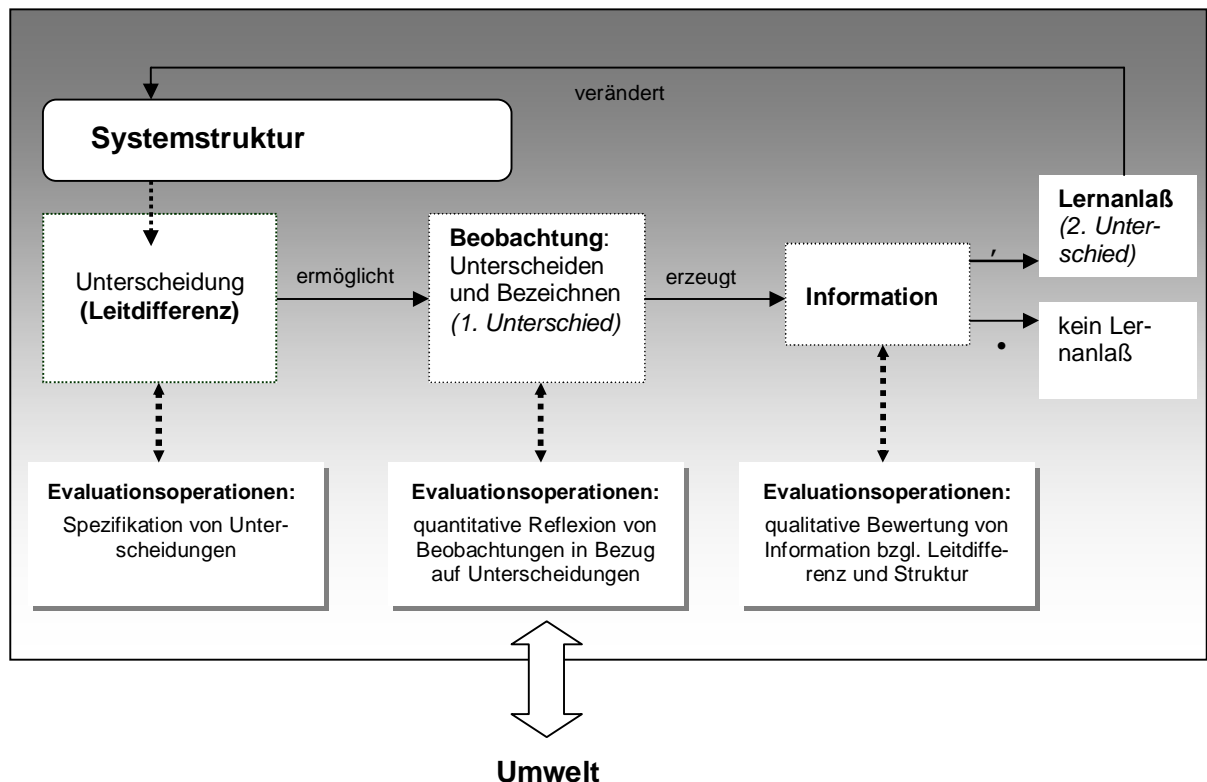 verändert
Systemstruktur
Unterscheidung
(Leitdifferenz)
ermöglicht
Beobachtung:
Unterscheiden
und Bezeichnen
(1. Unterschied)
erzeugt
Information
,
Lernanlaß
(2. Unter-
schied)
•
kein Ler-
nanlaß
Evaluationsoperationen:
Spezifikation von Unter-
scheidungen
Evaluationsoperationen:
quantitative Reflexion von
Beobachtungen in Bezug
auf Unterscheidungen
Evaluationsoperationen:
qualitative Bewertung von
Information bzgl. Leitdiffe-
renz und Struktur
Umwelt